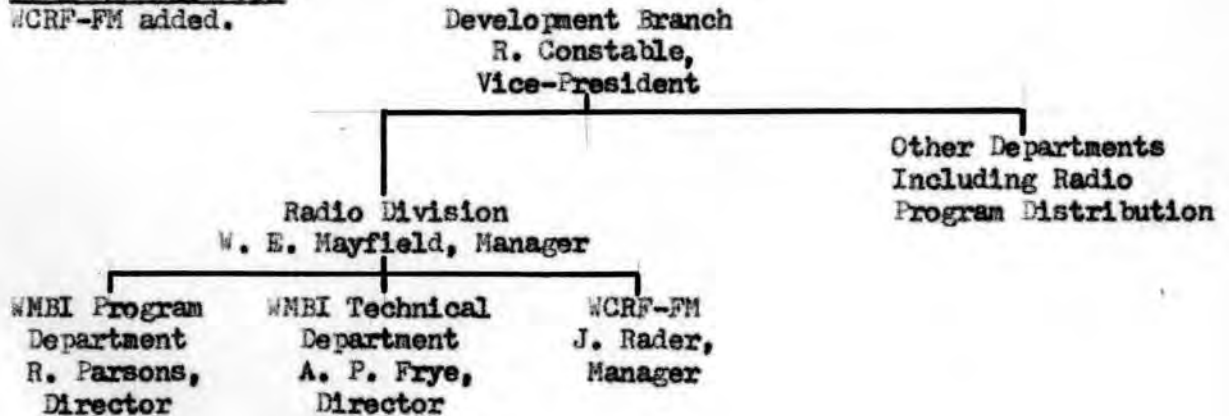 WCRF-FM added.
Development Branch
R. Constable,
Vice-President
Other Departments
Including Radio
Program Distribution
Radio Division
W. E. Mayfield, Manager
WMBI Program
Department
R. Parsons,
Director
WMBI Technical
Department
A. P. Frye,
Director
WCRF-FM
J. Rader,
Manager